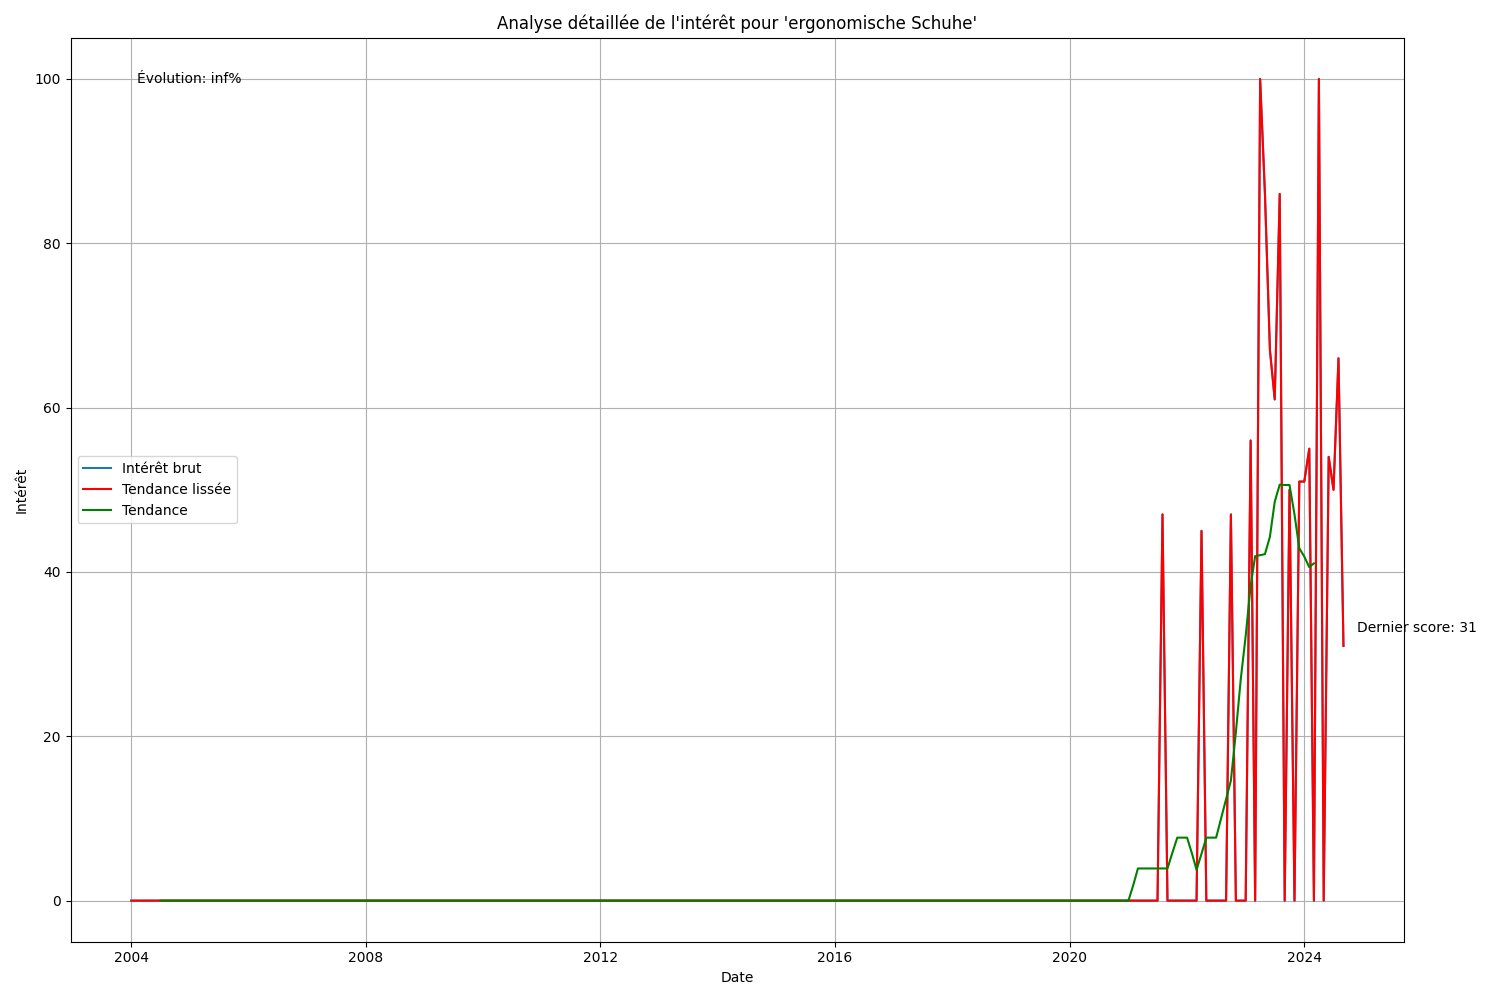 Analyse détaillée de l'intérêt pour 'ergonomische Schuhe'
Évolution: inf%
100
80
60
40
20
0
Intérêt
Intérêt brut
Tendance lissée
Tendance
Dernier score: 31
2004
2008
2012
2016
2020
2024
Date